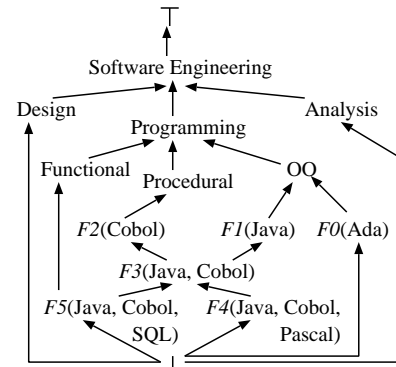 ⊤
Software Engineering
Design
Analysis
Programming
Functional
OO
Procedural
F2(Cobol)
F1(Java)
F0(Ada)
F3(Java, Cobol)
F5(Java, Cobol,
SQL)
F4(Java, Cobol,
Pascal)
⊥